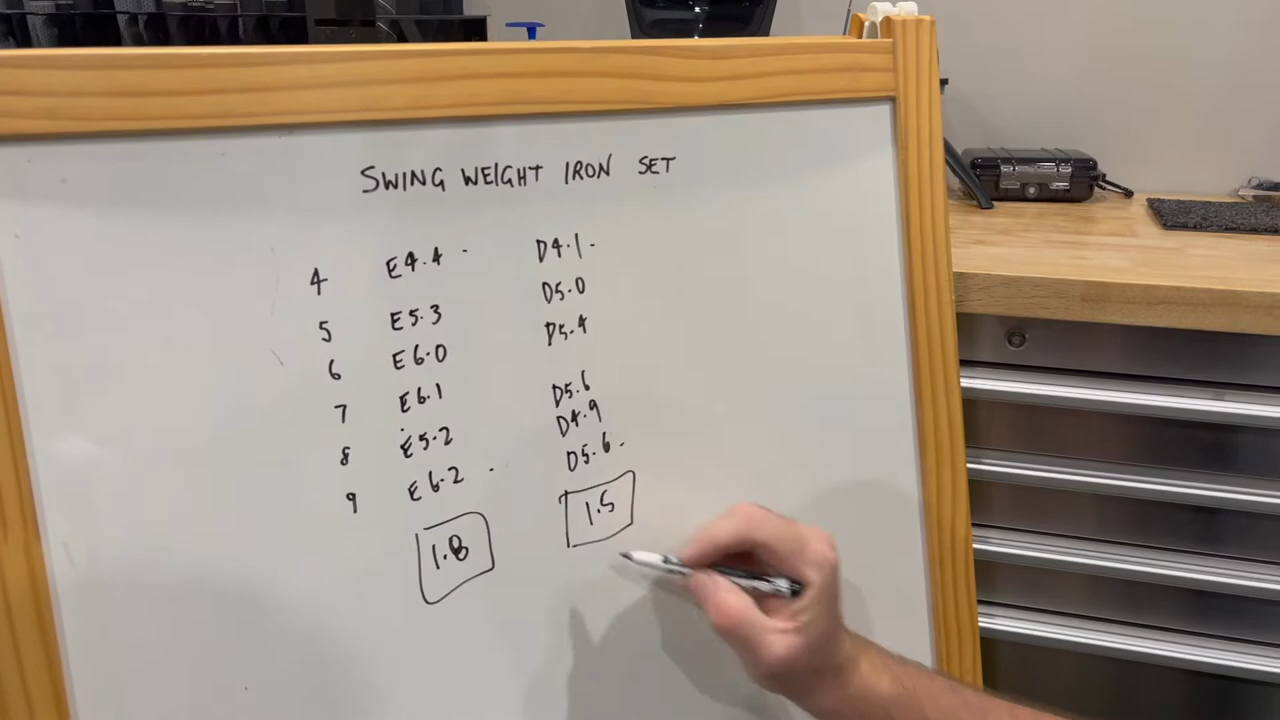 SWING WEIGHT IRON SET
4 E4.4 - D4.1 -
5 E5.3 D5.0
6 E6.0 D5.4
7 E6.1 D5.6
8 E5.2 D4.9
9 E6.2 - D5.6 -
1.8 1.5